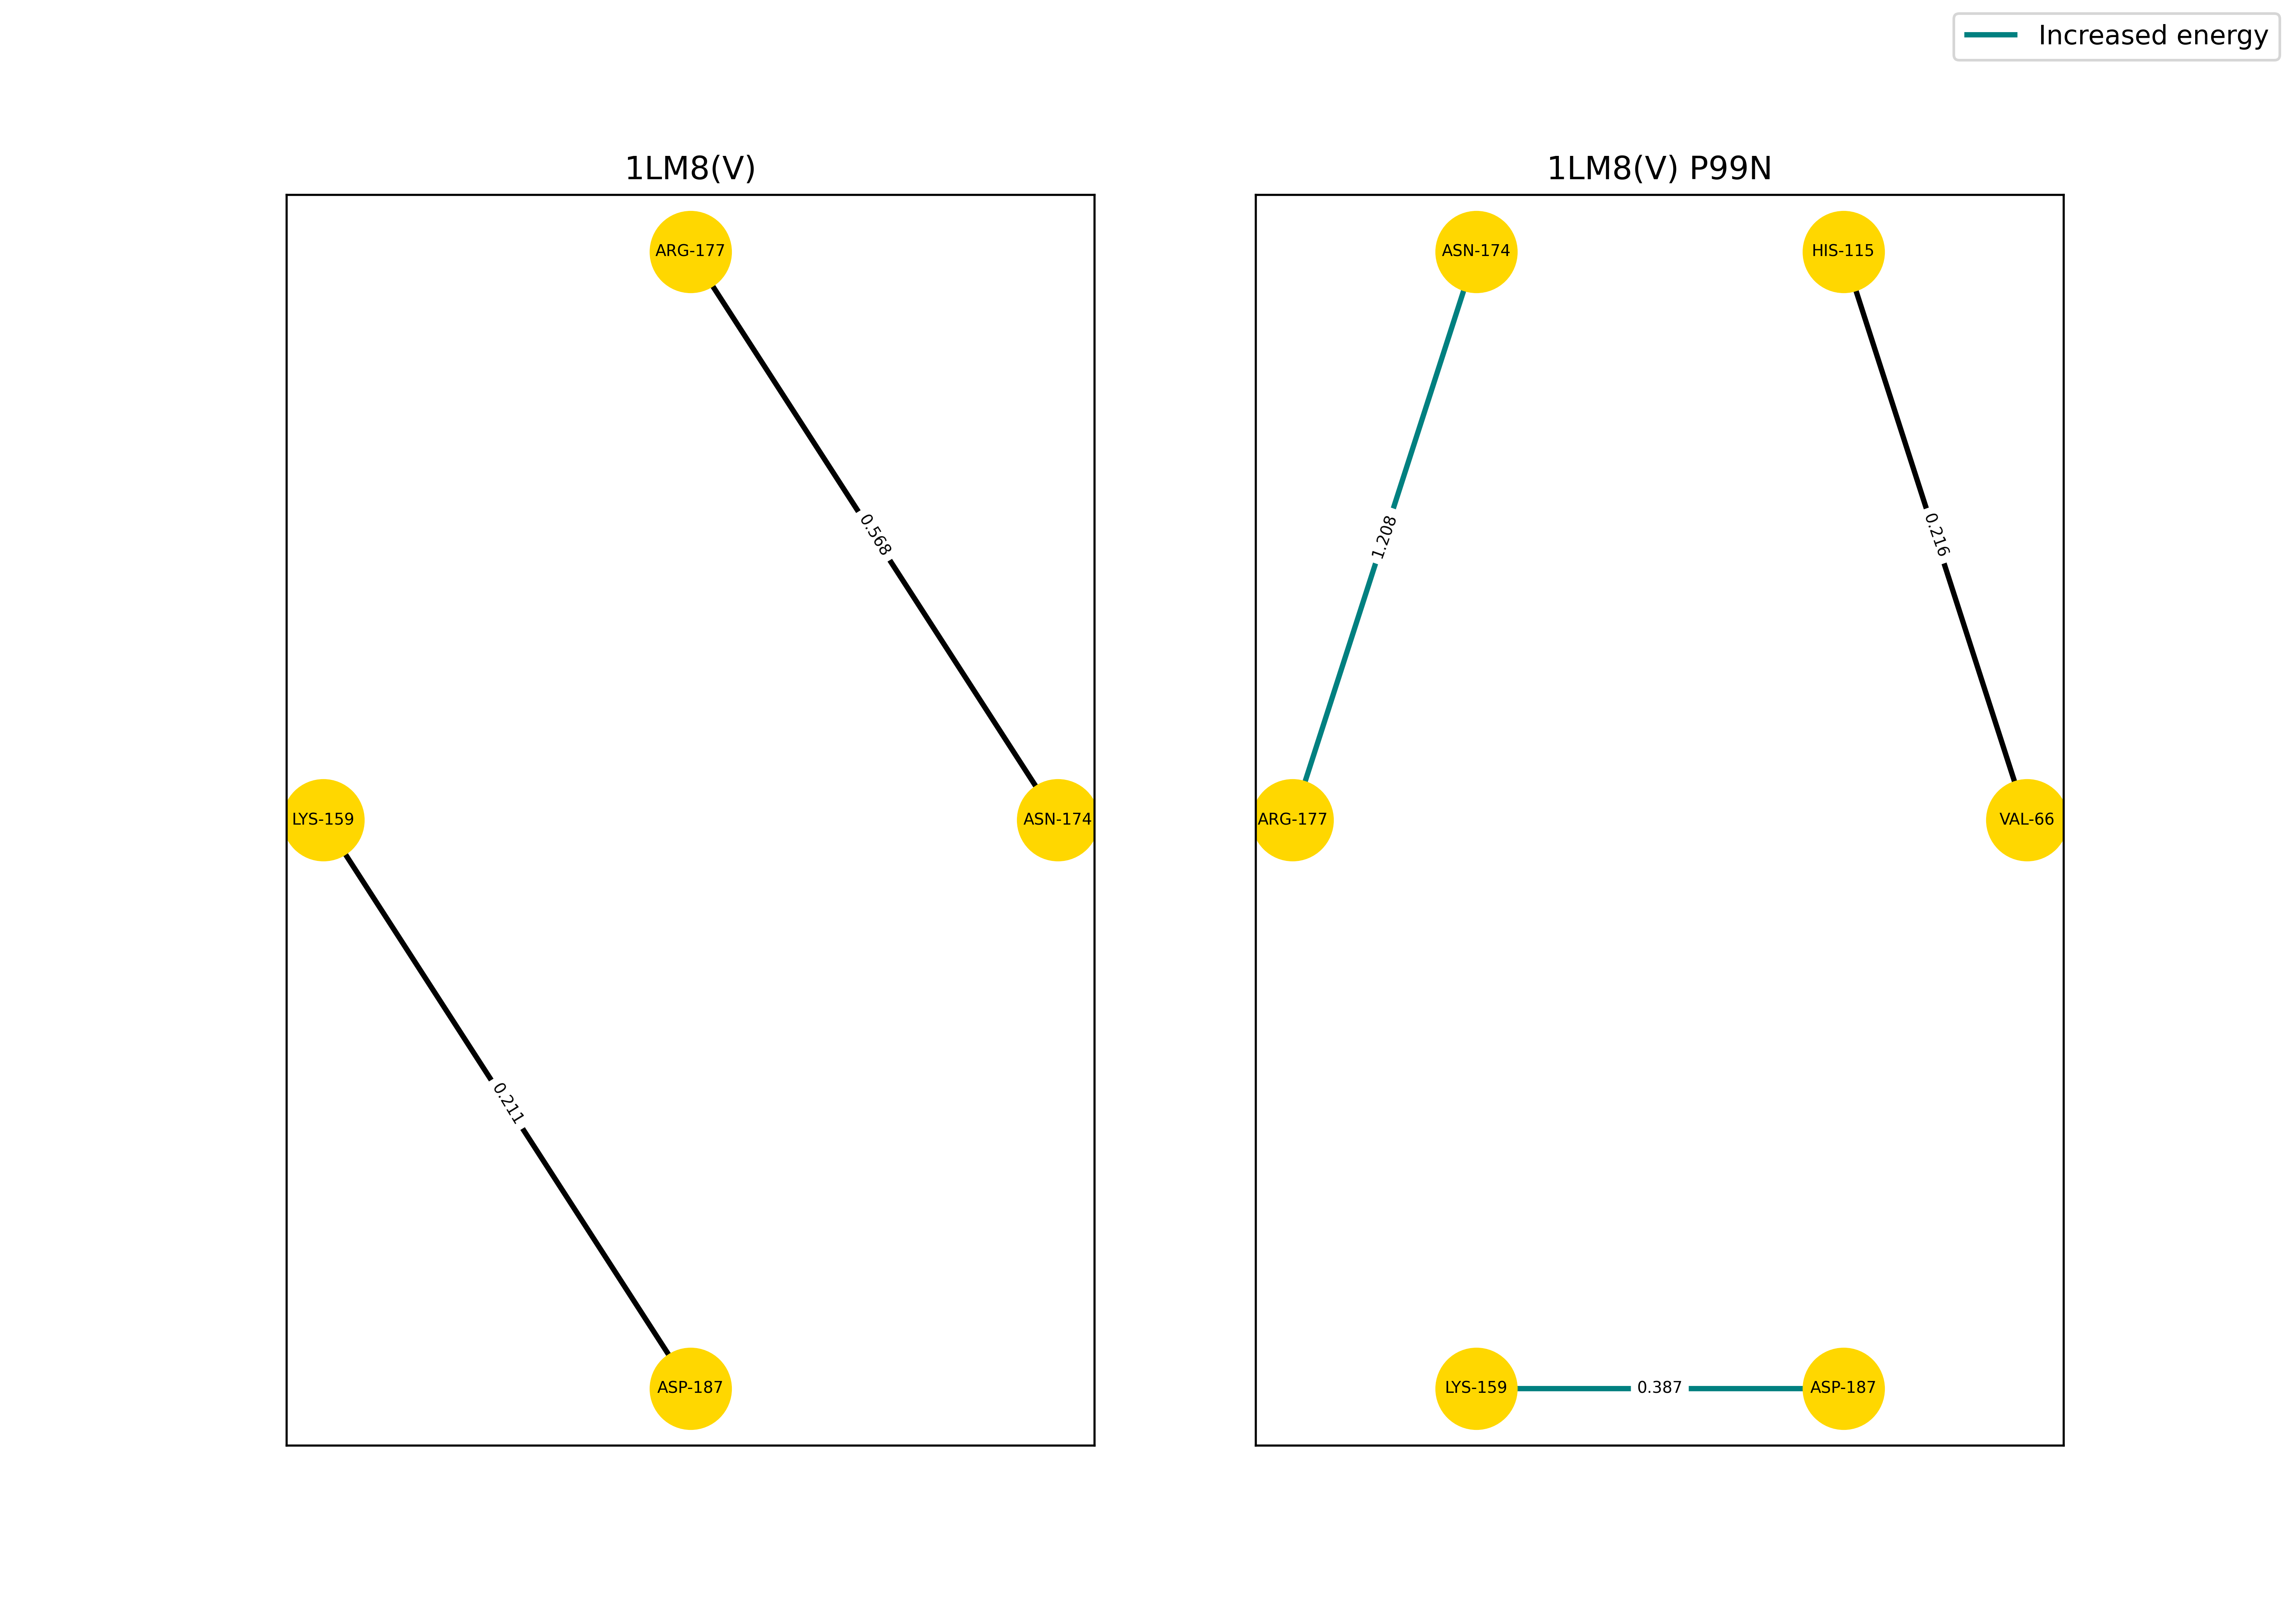 Increased energy
1LM8(V)
ARG-177
0.568
LYS-159
ASN-174
0.211
ASP-187
1LM8(V) P99N
ASN-174
HIS-115
1.208
0.216
ARG-177
VAL-66
LYS-159
0.387
ASP-187